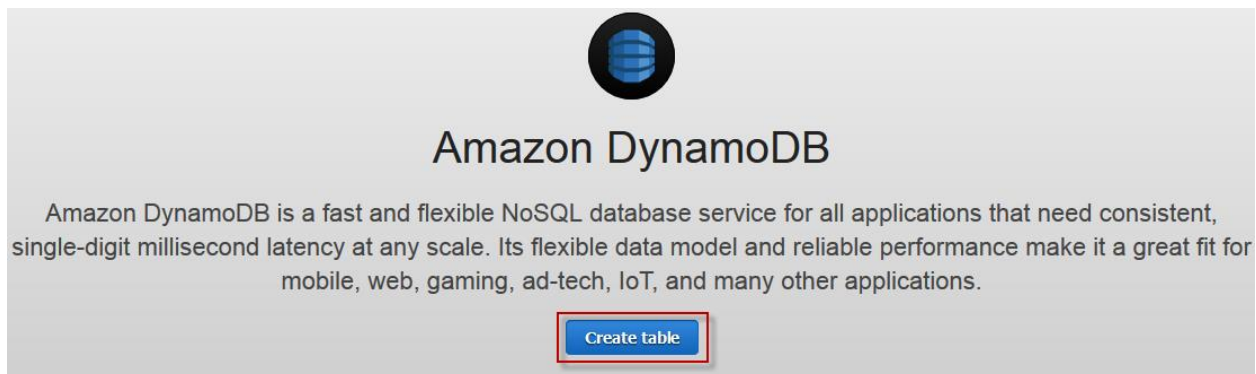 Amazon DynamoDB
Amazon DynamoDB is a fast and flexible NoSQL database service for all applications that need consistent,
single-digit millisecond latency at any scale. Its flexible data model and reliable performance make it a great fit for
mobile, web, gaming, ad-tech, IoT, and many other applications.
Create table